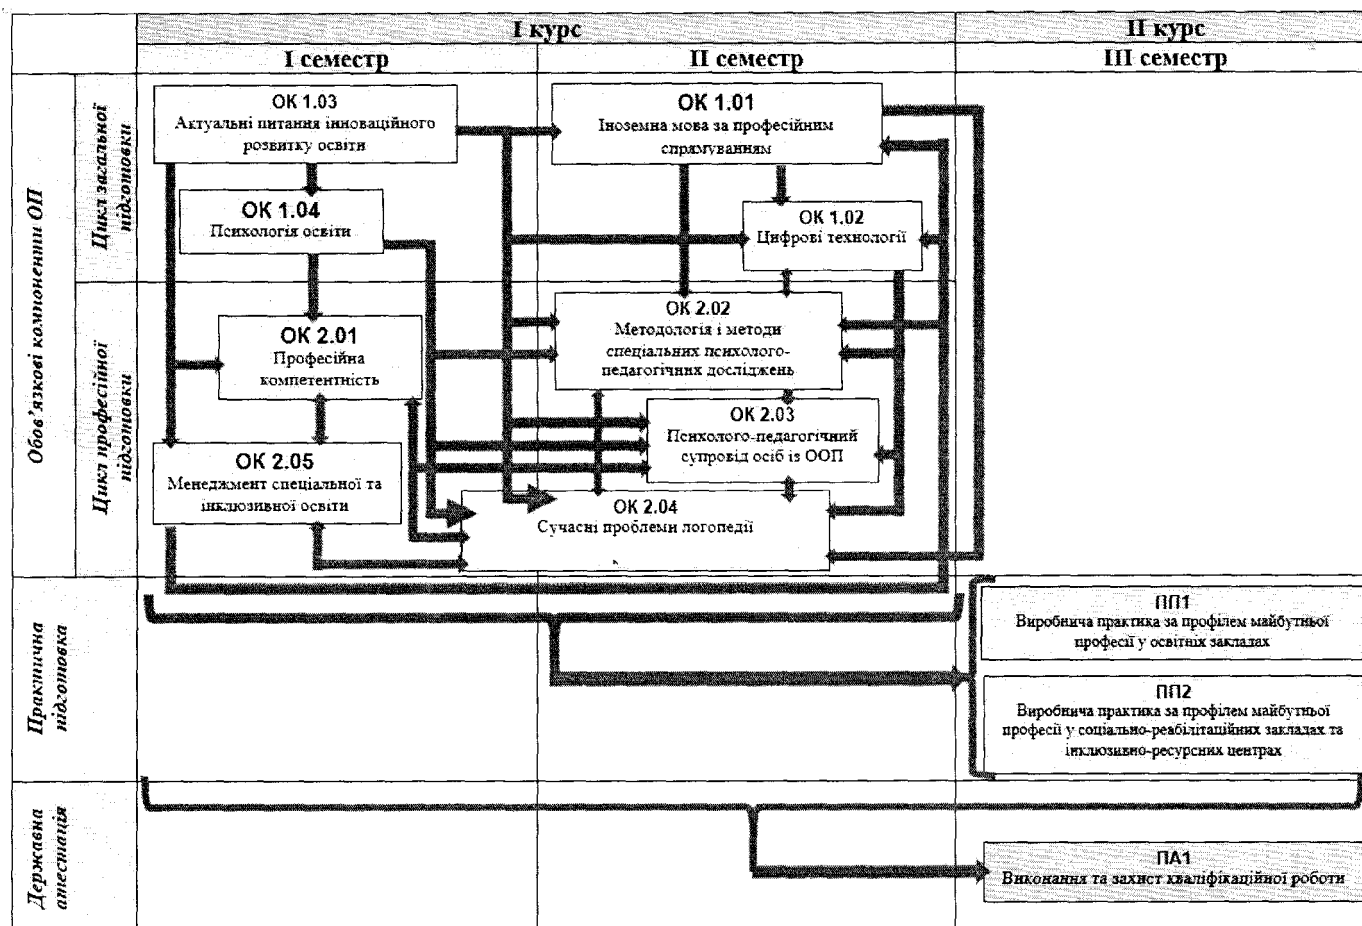 I курс
II курс
I семестр
II семестр
III семестр
Обов’язкові компоненти ОП
Цикл загальної
підготовки
ОК 1.03
Актуальні питання інноваційного
розвитку освіти
ОК 1.01
Іноземна мова за професійним
спрямуванням
ОК 1.04
Психологія освіти
ОК 1.02
Цифрові технології
Цикл професійної
підготовки
ОК 2.01
Професійна
компетентність
ОК 2.02
Методологія і методи
спеціальних психолого-
педагогічних досліджень
ОК 2.03
Психолого-педагогічний
супровід осіб із ООП
ОК 2.05
Менеджмент спеціальної та
інклюзивної освіти
ОК 2.04
Сучасні проблеми логопедії
Практична
підготовка
ПП1
Виробнича практика за профілем майбутньої
професії у освітніх закладах
ПП2
Виробнича практика за профілем майбутньої
професії у соціально-реабілітаційних закладах та
інклюзивно-ресурсних центрах
Державна
атестація
ПА1
Виконання та захист кваліфікаційної роботи